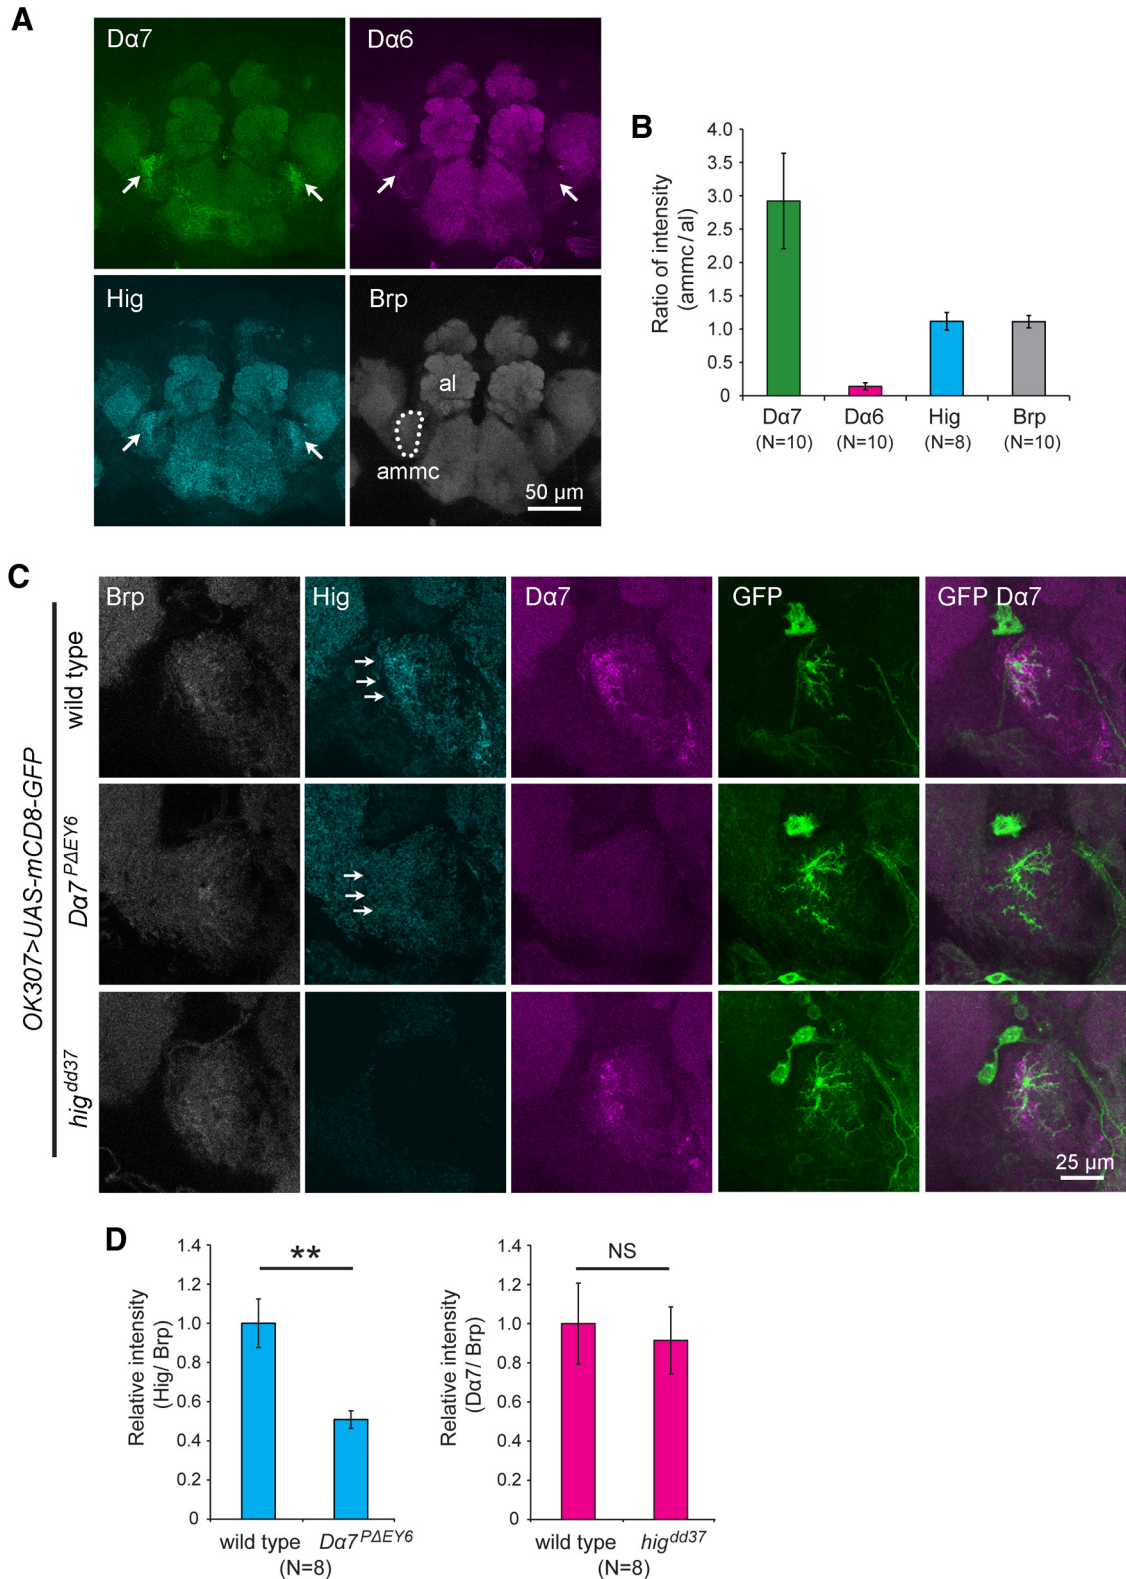 A
Dα7
Dα6
Hig
Brp
al
ammc
50 µm
B
Ratio of intensity
(ammc/al)
4.0
3.5
3.0
2.5
2.0
1.5
1.0
0.5
0
Dα7 Dα6 Hig Brp
(N=10) (N=10) (N=8) (N=10)
C
Brp Hig Dα7 GFP GFP Dα7
OK307>UAS-mCD8-GFP
wild type
Dα7 PΔEY6
hig dd37
25 µm
D
Relative intensity
(Hig/ Brp)
1.4
1.2
1.0
0.8
0.6
0.4
0.2
0
**
wild type Dα7 PΔEY6
(N=8)
Relative intensity
(Dα7/ Brp)
1.4
1.2
1.0
0.8
0.6
0.4
0.2
0
NS
wild type hig dd37
(N=8)